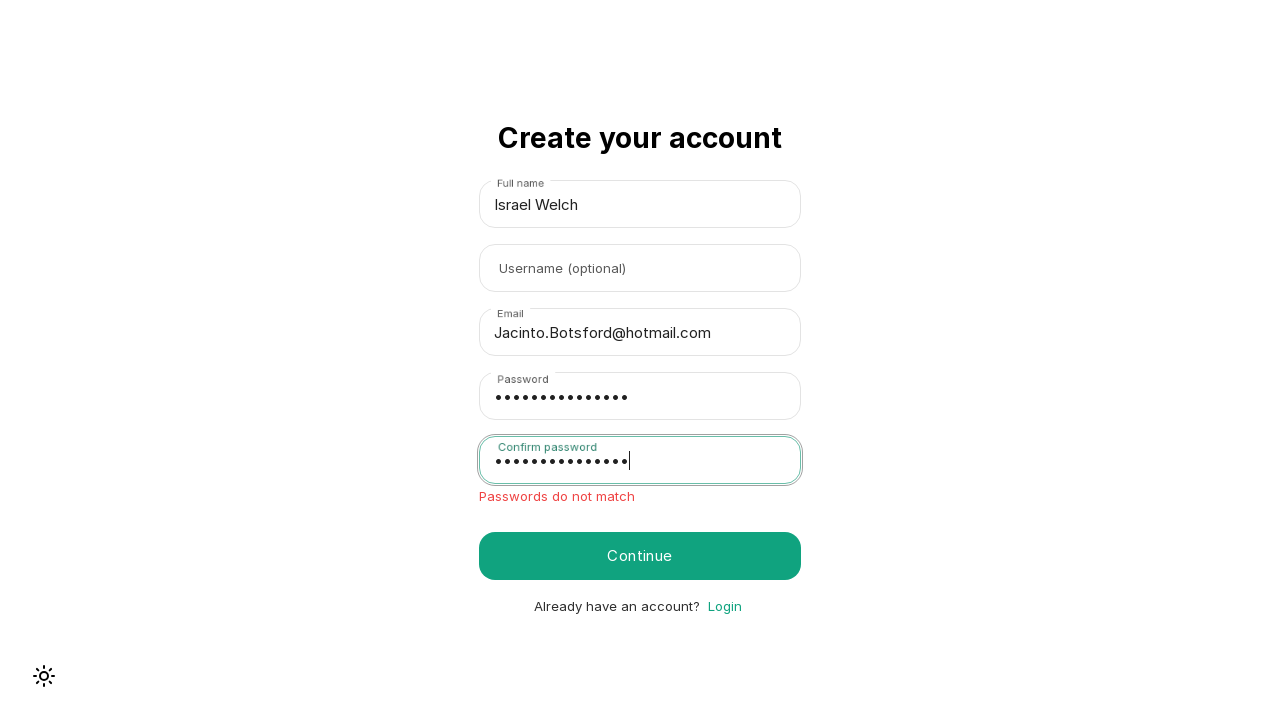 Create your account
Full name
Israel Welch
Username (optional)
Email
Jacinto.Botsford@hotmail.com
Password
•••••••••••••••
Confirm password
•••••••••••••••
Passwords do not match
Continue
Already have an account? Login